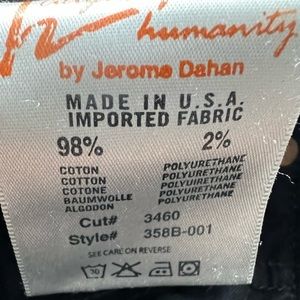 humanity
by Jerome Dahan
MADE IN U.S.A.
IMPORTED FABRIC
98% 2%
COTON POLYURETHANE
COTTON POLYURETHANE
COTONE POLYURETHANE
BAUMWOLLE POLYURETHANE
ALGODON
Cut# 3460
Style# 358B-001
SEE CARE ON REVERSE
30